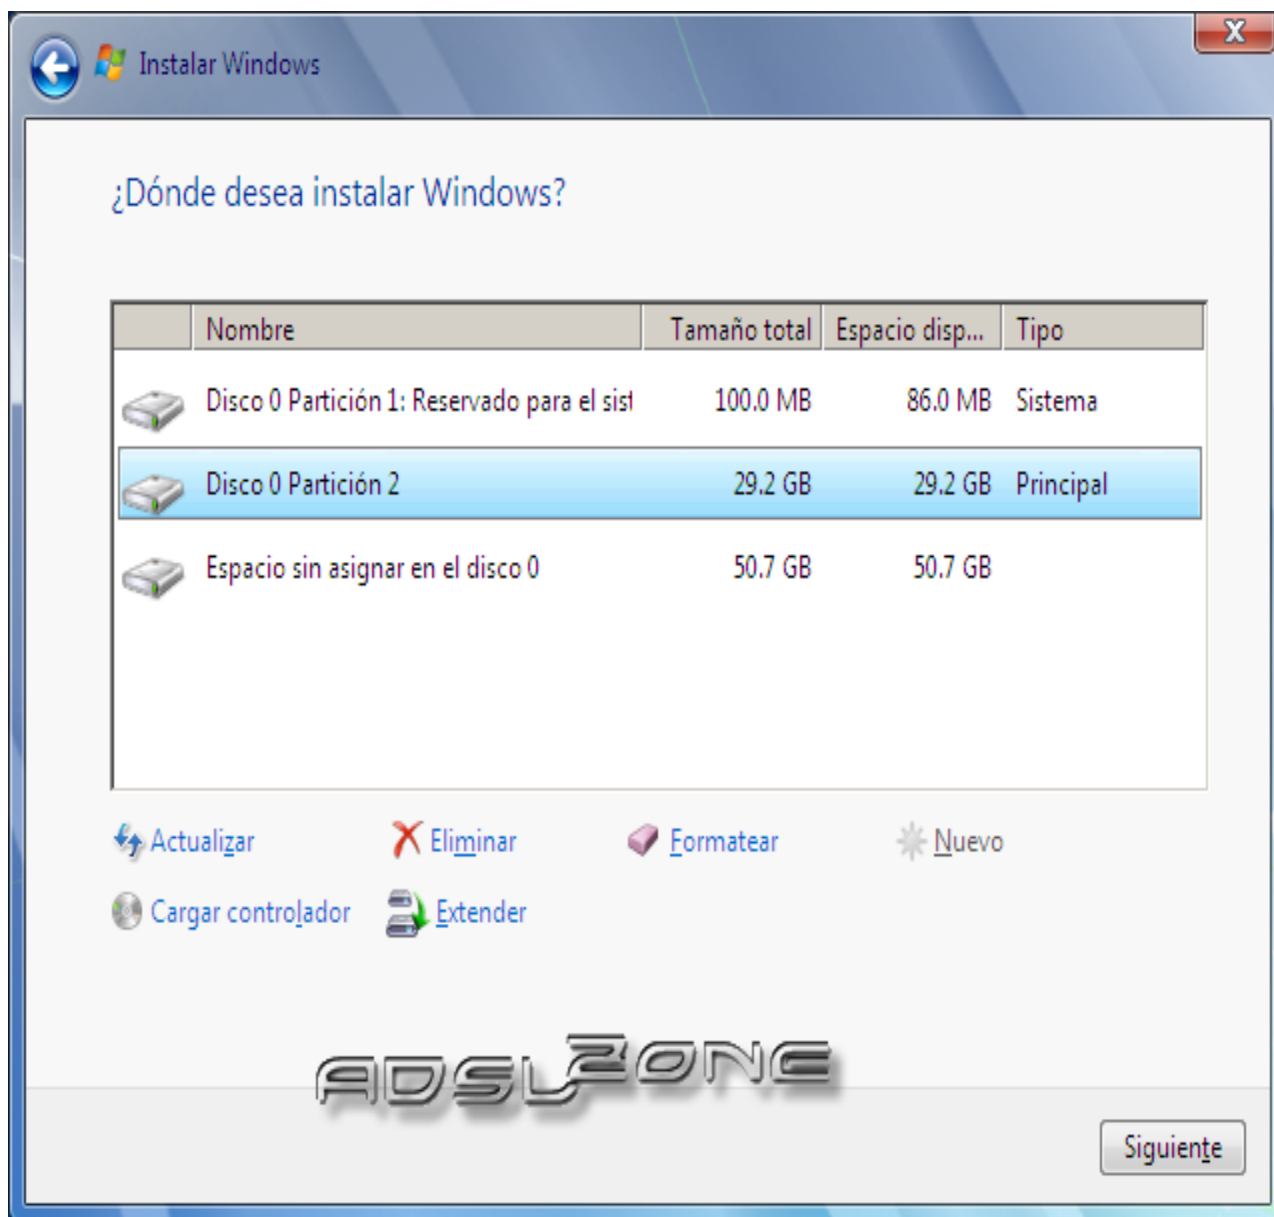 Instalar Windows
X
¿Dónde desea instalar Windows?
Nombre Tamaño total Espacio disp... Tipo
Disco 0 Partición 1: Reservado para el sist 100.0 MB 86.0 MB Sistema
Disco 0 Partición 2 29.2 GB 29.2 GB Principal
Espacio sin asignar en el disco 0 50.7 GB 50.7 GB
Actualizar Eliminar Formatear Nuevo
Cargar controlador Extender
ADSLZONE
Siguiente